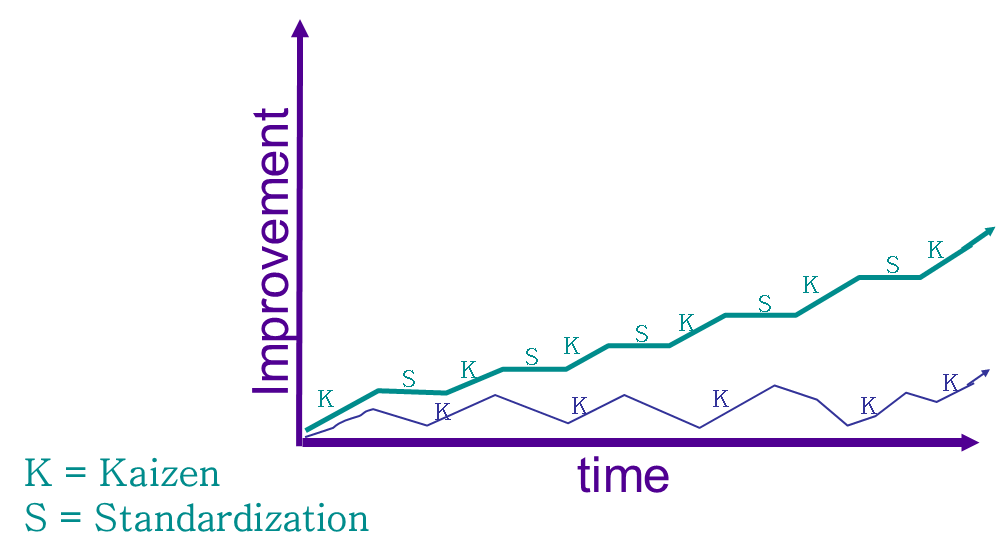 Improvement
K
S
K
S
K
S
K
S
K
S
K
K
K
K
K
K
time
K = Kaizen
S = Standardization